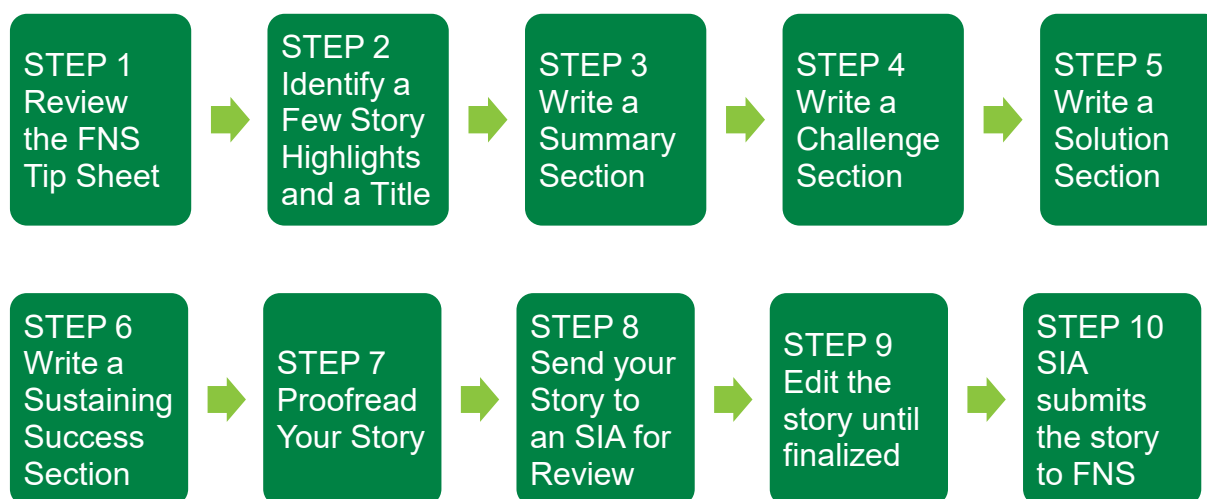 STEP 1
Review
the FNS
Tip Sheet
STEP 2
Identify a
Few Story
Highlights
and a Title
STEP 3
Write a
Summary
Section
STEP 4
Write a
Challenge
Section
STEP 5
Write a
Solution
Section
STEP 6
Write a
Sustaining
Success
Section
STEP 7
Proofread
Your Story
STEP 8
Send your
Story to
an SIA for
Review
STEP 9
Edit the
story until
finalized
STEP 10
SIA
submits
the story
to FNS